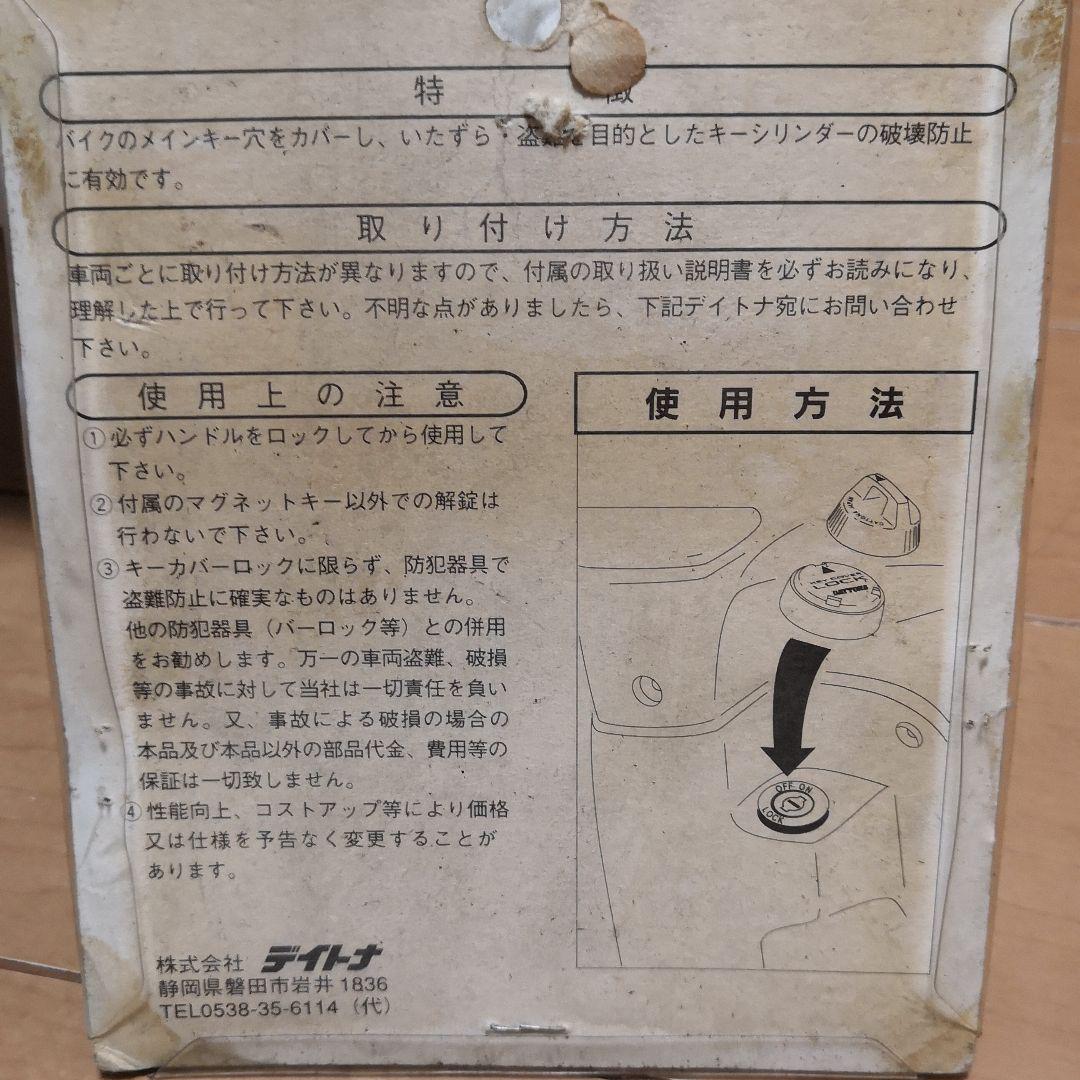 特 徴
バイクのメインキー穴をカバーし、いたずら・盗難を目的としたキーシリンダーの破壊防止
に有効です。
取り付け方法
車両ごとに取り付け方法が異なりますので、付属の取り扱い説明書を必ずお読みになり、
理解した上で行って下さい。不明な点がありましたら、下記デイトナ宛にお問い合わせ
下さい。
使用上の注意
①必ずハンドルをロックしてから使用して
下さい。
②付属のマグネットキー以外での解錠は
行わないで下さい。
③キーカバーロックに限らず、防犯器具で
盗難防止に確実なものはありません。
他の防犯器具（バーロック等）との併用
をお勧めします。万一の車両盗難、破損
等の事故に対して当社は一切責任を負い
ません。又、事故による破損の場合の
本品及び本品以外の部品代金、費用等の
保証は一切致しません。
④性能向上、コストアップ等により価格
又は仕様を予告なく変更することが
あります。
株式会社 デイトナ
静岡県磐田市岩井1836
TEL0538-35-6114（代）
使用方法
LOCK
DAYTONA
OFF ON
LOCK